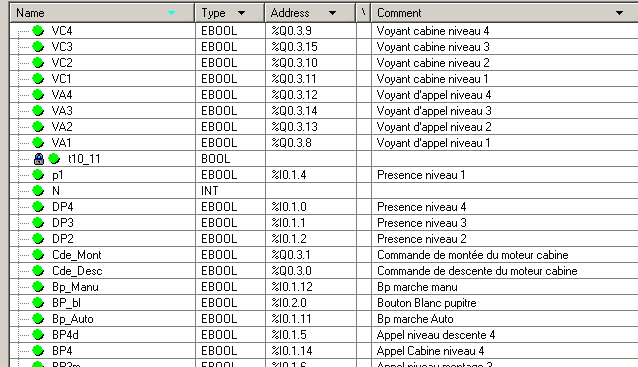 Name Type Address \ Comment
VC4 EBOOL %Q0.3.9 Voyant cabine niveau 4
VC3 EBOOL %Q0.3.15 Voyant cabine niveau 3
VC2 EBOOL %Q0.3.10 Voyant cabine niveau 2
VC1 EBOOL %Q0.3.11 Voyant cabine niveau 1
VA4 EBOOL %Q0.3.12 Voyant d'appel niveau 4
VA3 EBOOL %Q0.3.14 Voyant d'appel niveau 3
VA2 EBOOL %Q0.3.13 Voyant d'appel niveau 2
VA1 EBOOL %Q0.3.8 Voyant d'appel niveau 1
t10_11 BOOL
p1 EBOOL %I0.1.4 Presence niveau 1
N INT
DP4 EBOOL %I0.1.0 Presence niveau 4
DP3 EBOOL %I0.1.1 Presence niveau 3
DP2 EBOOL %I0.1.2 Presence niveau 2
Cde_Mont EBOOL %Q0.3.1 Commande de montée du moteur cabine
Cde_Desc EBOOL %Q0.3.0 Commande de descente du moteur cabine
Bp_Manu EBOOL %I0.1.12 Bp marche manu
BP_bl EBOOL %I0.2.0 Bouton Blanc pupitre
Bp_Auto EBOOL %I0.1.11 Bp marche Auto
BP4d EBOOL %I0.1.5 Appel niveau descente 4
BP4 EBOOL %I0.1.14 Appel Cabine niveau 4
BP3m EBOOL %I0.1.6 Appel niveau montage 3